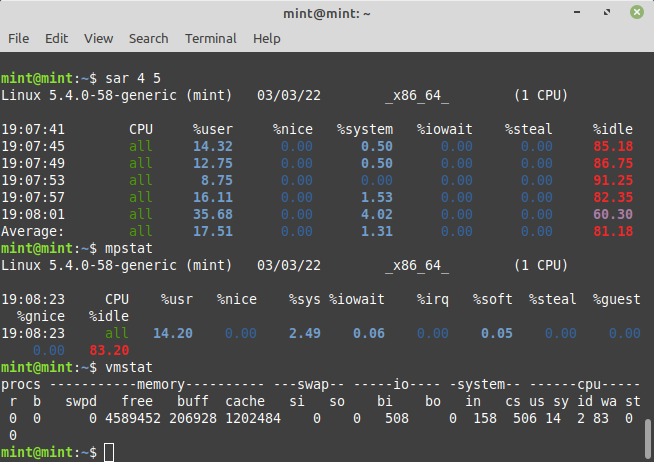 mint@mint: ~
File Edit View Search Terminal Help
mint@mint:~$ sar 4 5
Linux 5.4.0-58-generic (mint) 03/03/22 _x86_64_ (1 CPU)
19:07:41 CPU %user %nice %system %iowait %steal %idle
19:07:45 all 14.32 0.00 0.50 0.00 0.00 85.18
19:07:49 all 12.75 0.00 0.50 0.00 0.00 86.75
19:07:53 all 8.75 0.00 0.00 0.00 0.00 91.25
19:07:57 all 16.11 0.00 1.53 0.00 0.00 82.35
19:08:01 all 35.68 0.00 4.02 0.00 0.00 60.30
Average: all 17.51 0.00 1.31 0.00 0.00 81.18
mint@mint:~$ mpstat
Linux 5.4.0-58-generic (mint) 03/03/22 _x86_64_ (1 CPU)
19:08:23 CPU %usr %nice %sys %iowait %irq %soft %steal %guest
%gnice %idle
19:08:23 all 14.20 0.00 2.49 0.06 0.00 0.05 0.00 0.00
0.00 83.20
mint@mint:~$ vmstat
procs -----------memory---------- ---swap-- -----io---- -system-- ------cpu-----
r b swpd free buff cache si so bi bo in cs us sy id wa st
0 0 0 4589452 206928 1202484 0 0 508 0 158 506 14 2 83 0
0
mint@mint:~$